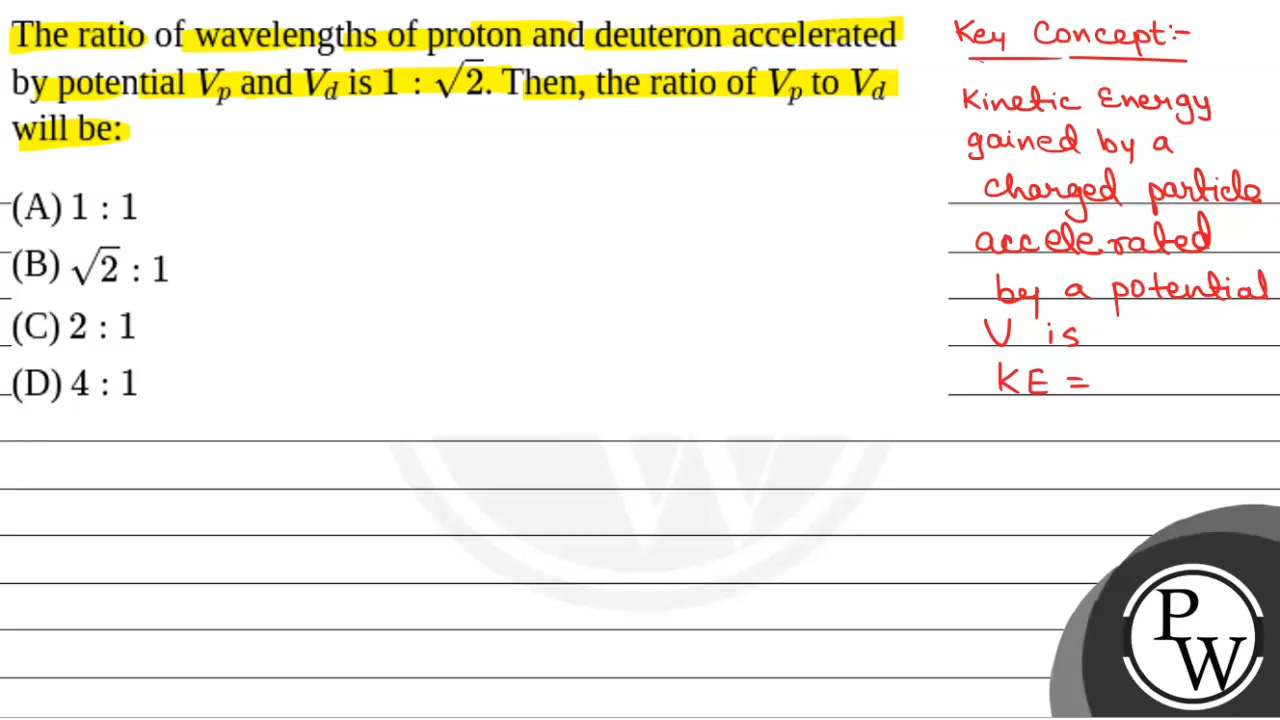 The ratio of wavelengths of proton and deuteron accelerated
by potential Vₚ and V_d is 1 : √2. Then, the ratio of Vₚ to V_d
will be:
(A) 1 : 1
(B) √2 : 1
(C) 2 : 1
(D) 4 : 1
Key Concept:-
Kinetic Energy
gained by a
charged particle
accelerated
by a potential
V is
KE =
P
W